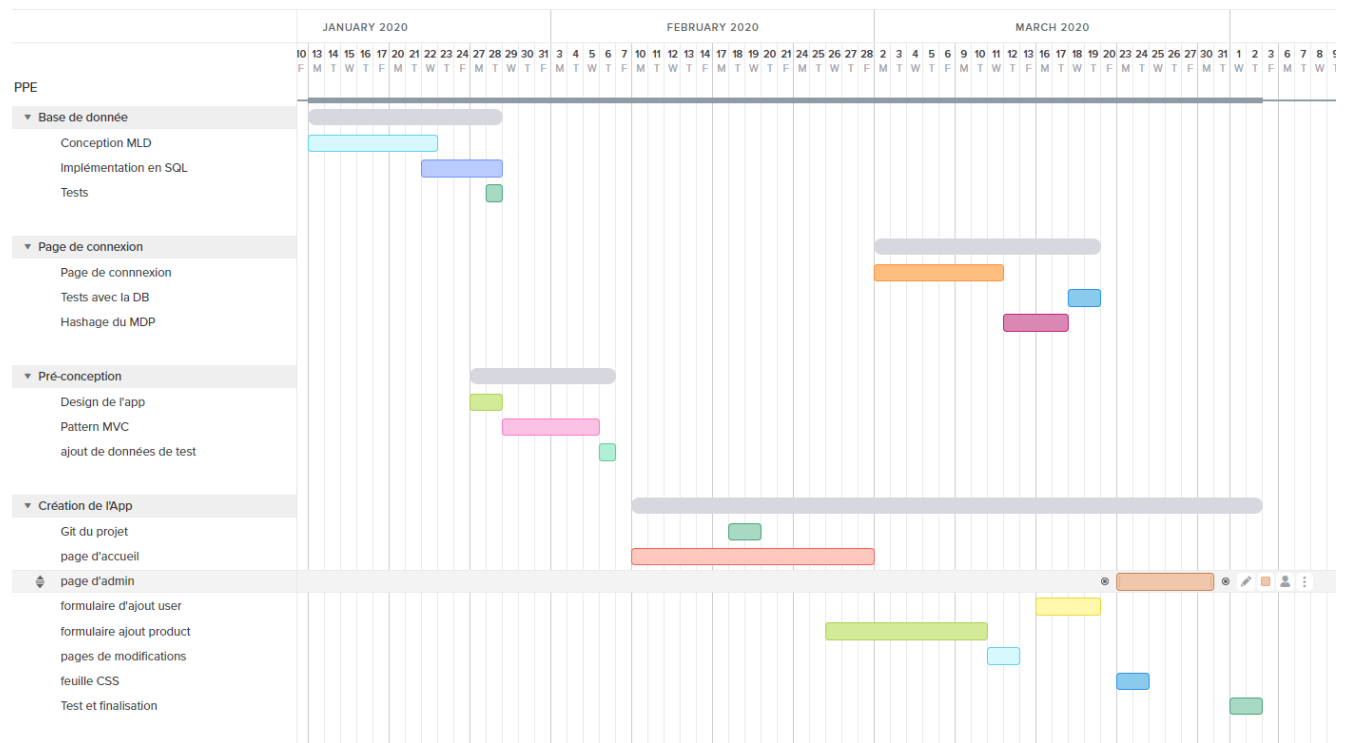 JANUARY 2020 FEBRUARY 2020 MARCH 2020
10 13 14 15 16 17 20 21 22 23 24 27 28 29 30 31 3 4 5 6 7 10 11 12 13 14 17 18 19 20 21 24 25 26 27 28 2 3 4 5 6 9 10 11 12 13 16 17 18 19 20 23 24 25 26 27 30 31 1 2 3 6 7 8 9
F M T W T F M T W T F M T W T F M T W T F M T W T F M T W T F M T W T F M T W T F M T W T F M T W T F M T W T F M T W T F M T W T
PPE
Base de donnée
Conception MLD
Implémentation en SQL
Tests
Page de connexion
Page de connnexion
Tests avec la DB
Hashage du MDP
Pré-conception
Design de l'app
Pattern MVC
ajout de données de test
Création de l'App
Git du projet
page d'accueil
page d'admin
formulaire d'ajout user
formulaire ajout product
pages de modifications
feuille CSS
Test et finalisation